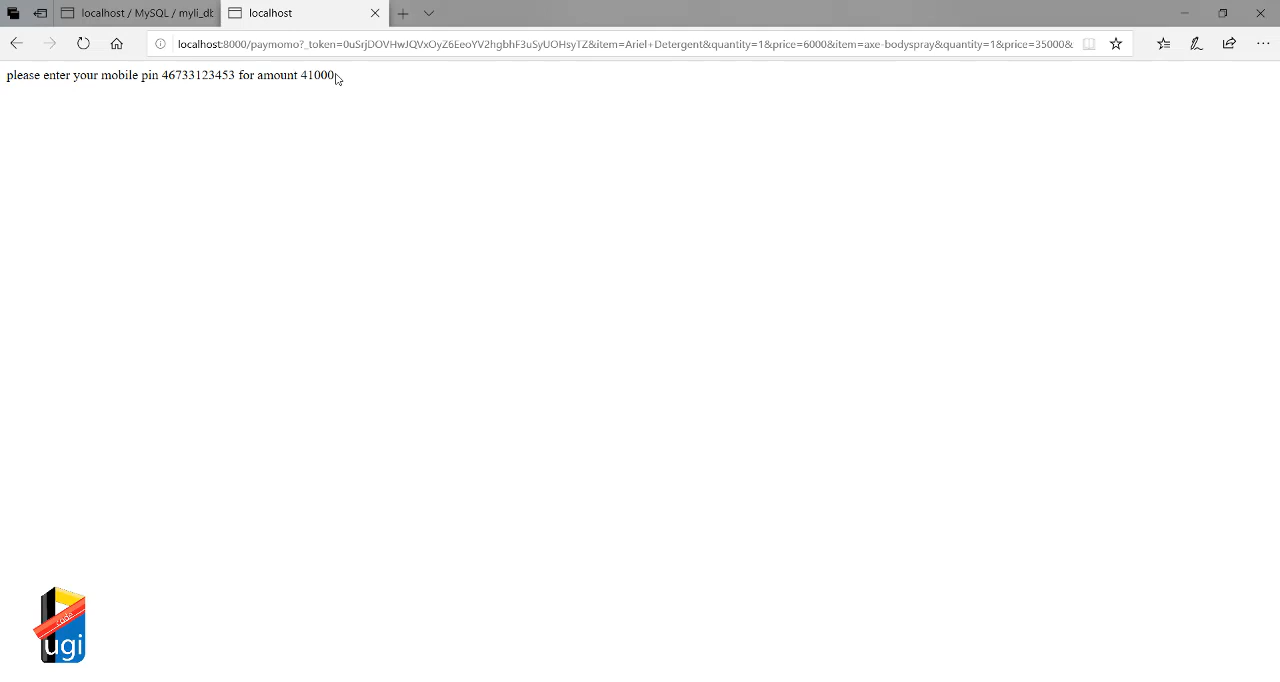 localhost / MySQL / myli_db
localhost
localhost:8000/paymomo?_token=0uSrjDOVHwJQVxOyZ6EeoYV2hgbhF3uSyUOHsyTZ&item=Ariel+Detergent&quantity=1&price=6000&item=axe-bodyspray&quantity=1&price=35000&
please enter your mobile pin 46733123453 for amount 41000
code
ugi